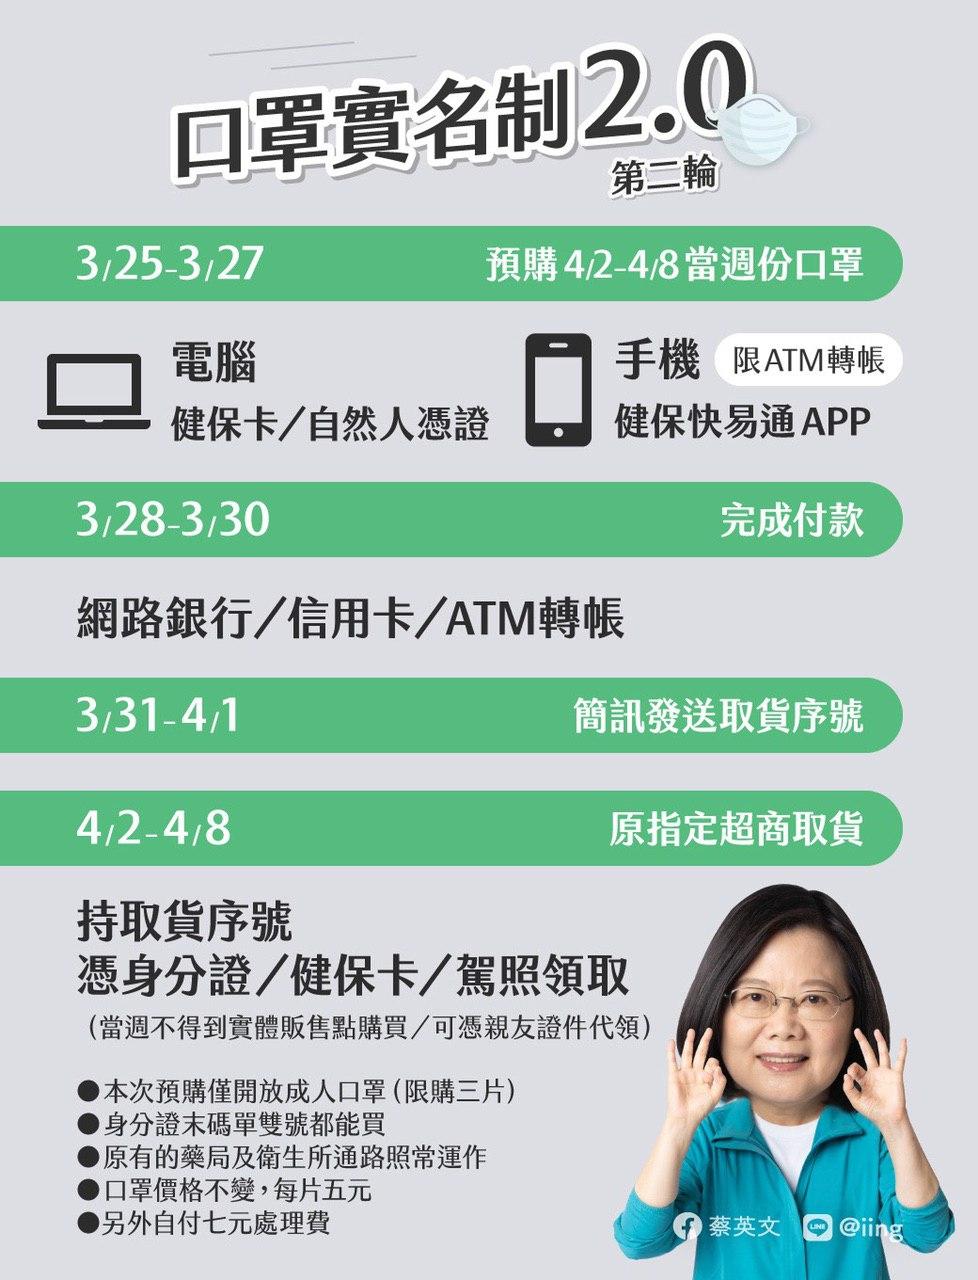 口罩實名制2.0
第二輪
3/25-3/27 預購4/2-4/8當週份口罩
電腦
健保卡／自然人憑證
手機 限ATM轉帳
健保快易通APP
3/28-3/30 完成付款
網路銀行／信用卡／ATM轉帳
3/31-4/1 簡訊發送取貨序號
4/2-4/8 原指定超商取貨
持取貨序號
憑身分證／健保卡／駕照領取
（當週不得到實體販售點購買／可憑親友證件代領）
●本次預購僅開放成人口罩（限購三片）
●身分證末碼單雙號都能買
●原有的藥局及衛生所通路照常運作
●口罩價格不變，每片五元
●另外自付七元處理費
蔡英文 LINE @iing